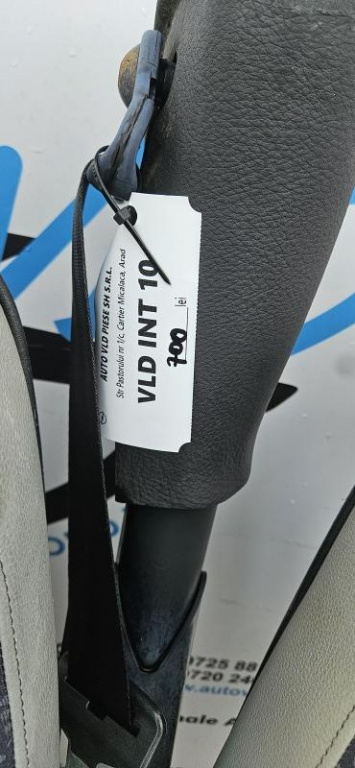 AUTO VLD PIESE SH S.R.L.
Str Pastorului nr. 1/c, Cartier Micalaca, Arad
VLD INT 10
700 lei
0725 88
0720 24
www.autov